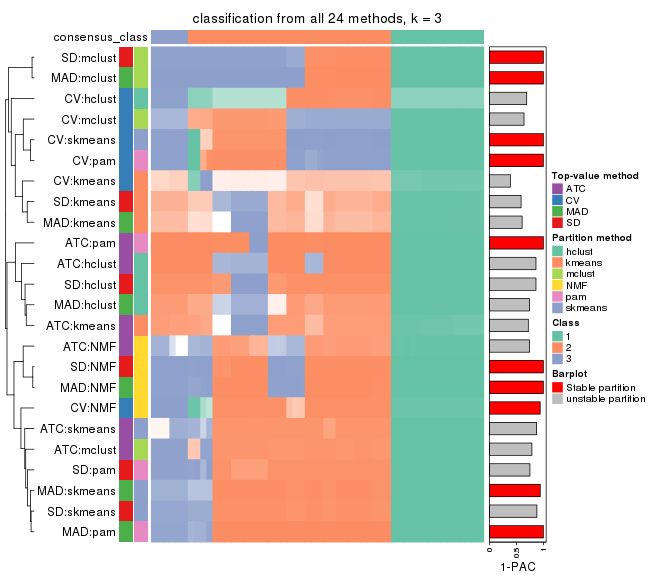 classification from all 24 methods, k = 3
consensus_class
SD:mclust
MAD:mclust
CV:hclust
CV:mclust
CV:skmeans
CV:pam
CV:kmeans
SD:kmeans
MAD:kmeans
ATC:pam
ATC:hclust
SD:hclust
MAD:hclust
ATC:kmeans
ATC:NMF
SD:NMF
MAD:NMF
CV:NMF
ATC:skmeans
ATC:mclust
SD:pam
MAD:skmeans
SD:skmeans
MAD:pam
0
0.5
1
1-PAC
Top-value method
ATC
CV
MAD
SD
Partition method
hclust
kmeans
mclust
NMF
pam
skmeans
Class
1
2
3
Barplot
Stable partition
unstable partition